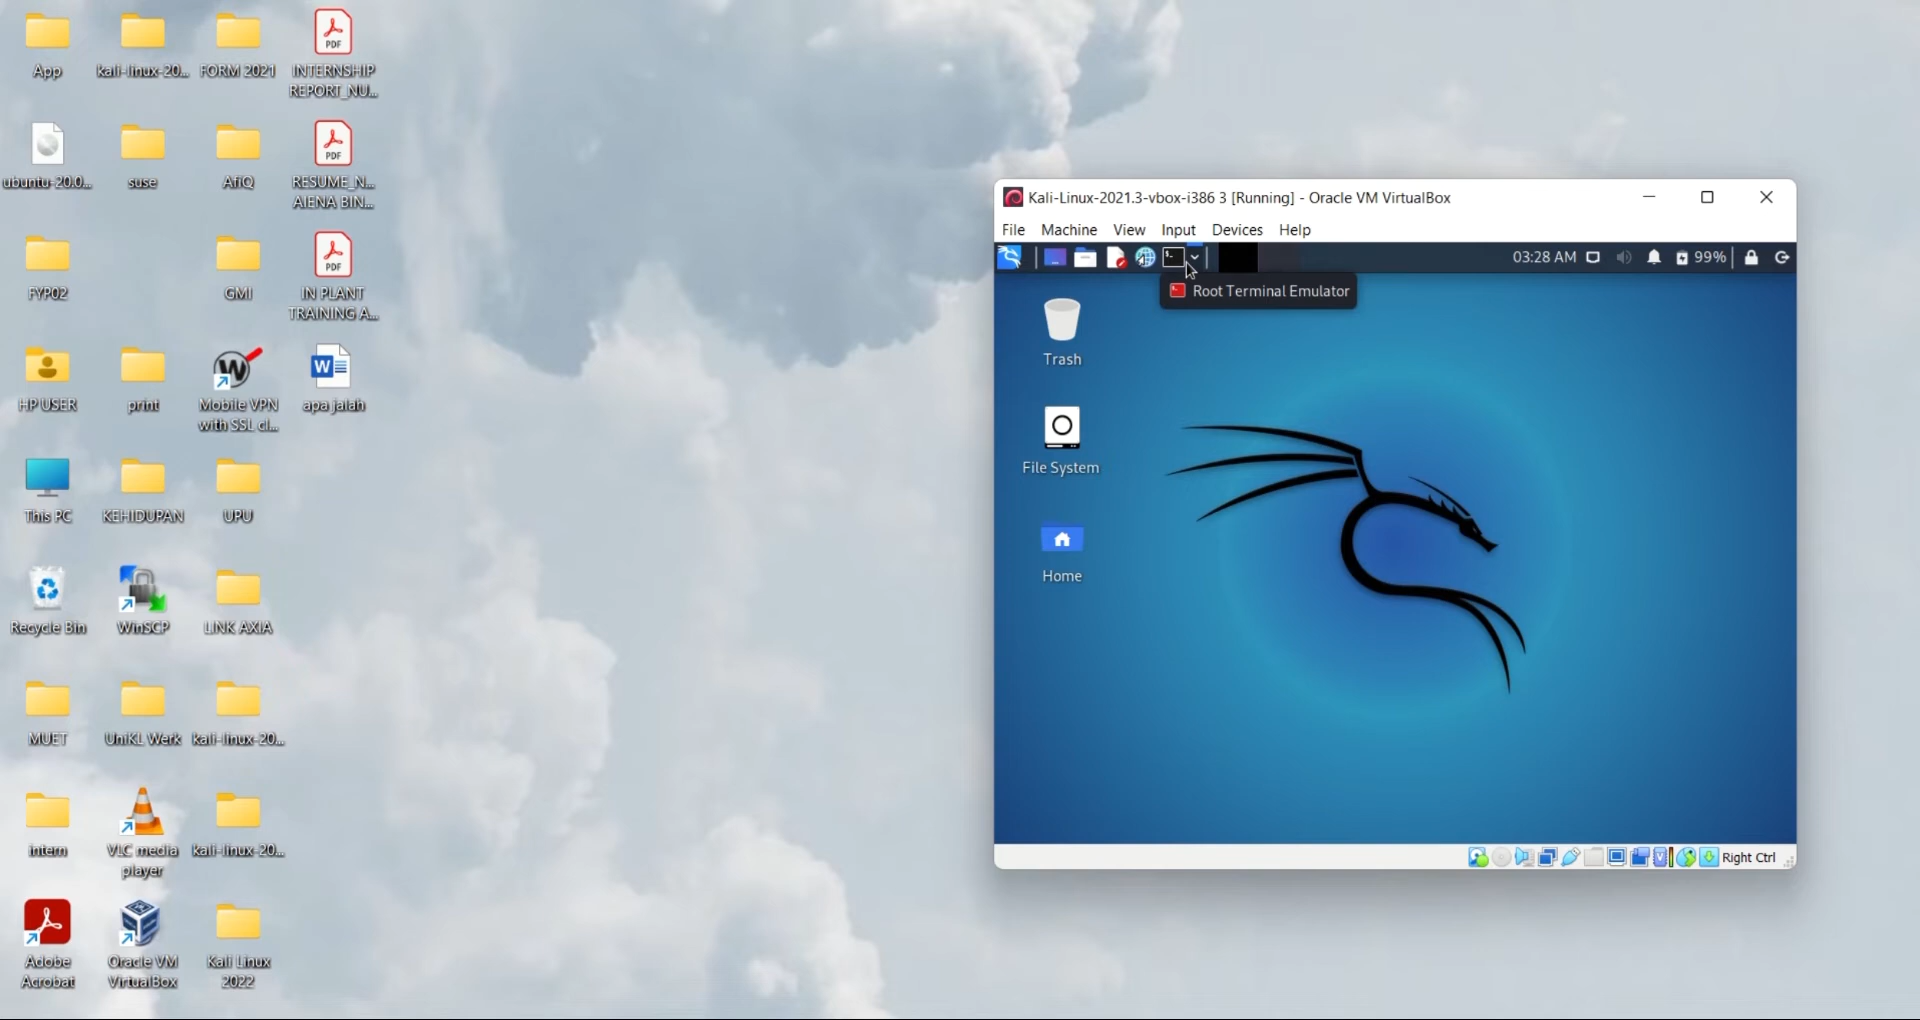 App
kali-linux-20...
FORM 2021
INTERNSHIP
REPORT_NU...
ubuntu-20.0...
suse
AfiQ
RESUME_N...
AIENA BIN...
FYP02
GMI
IN PLANT
TRAINING A...
HP USER
print
Mobile VPN
with SSL cl...
apa jalah
This PC
KEHIDUPAN
UPU
Recycle Bin
WinSCP
LINK AXIA
MUET
UniKL Werk
kali-linux-20...
intern
VLC media
player
kali-linux-20...
Adobe
Acrobat
Oracle VM
VirtualBox
Kali Linux
2022
Kali-Linux-2021.3-vbox-i386 3 [Running] - Oracle VM VirtualBox
File Machine View Input Devices Help
03:28 AM 99%
Root Terminal Emulator
Trash
File System
Home
Right Ctrl